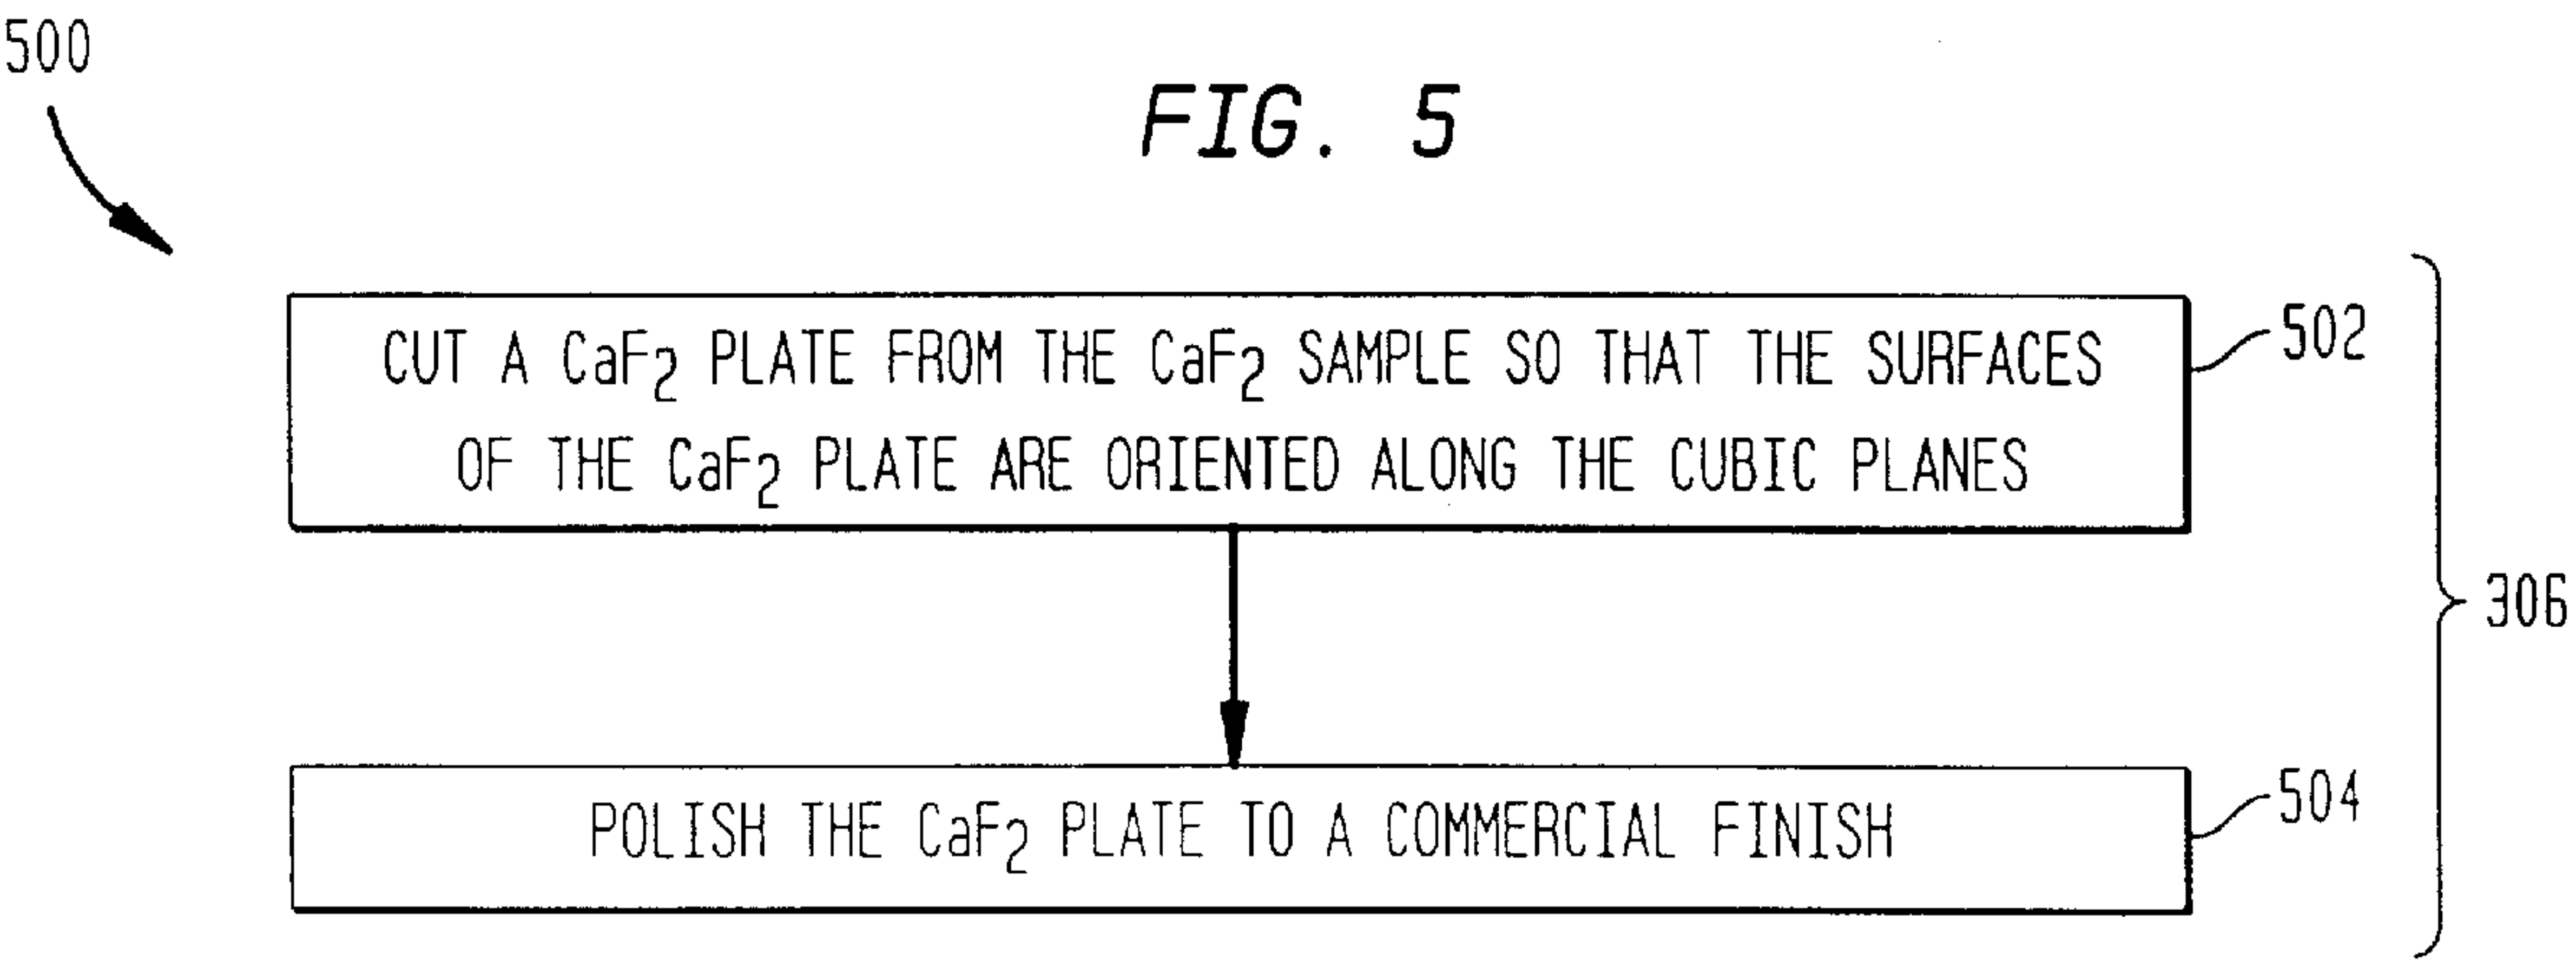 500
FIG. 5
CUT A CaF2 PLATE FROM THE CaF2 SAMPLE SO THAT THE SURFACES
OF THE CaF2 PLATE ARE ORIENTED ALONG THE CUBIC PLANES
502
306
POLISH THE CaF2 PLATE TO A COMMERCIAL FINISH
504